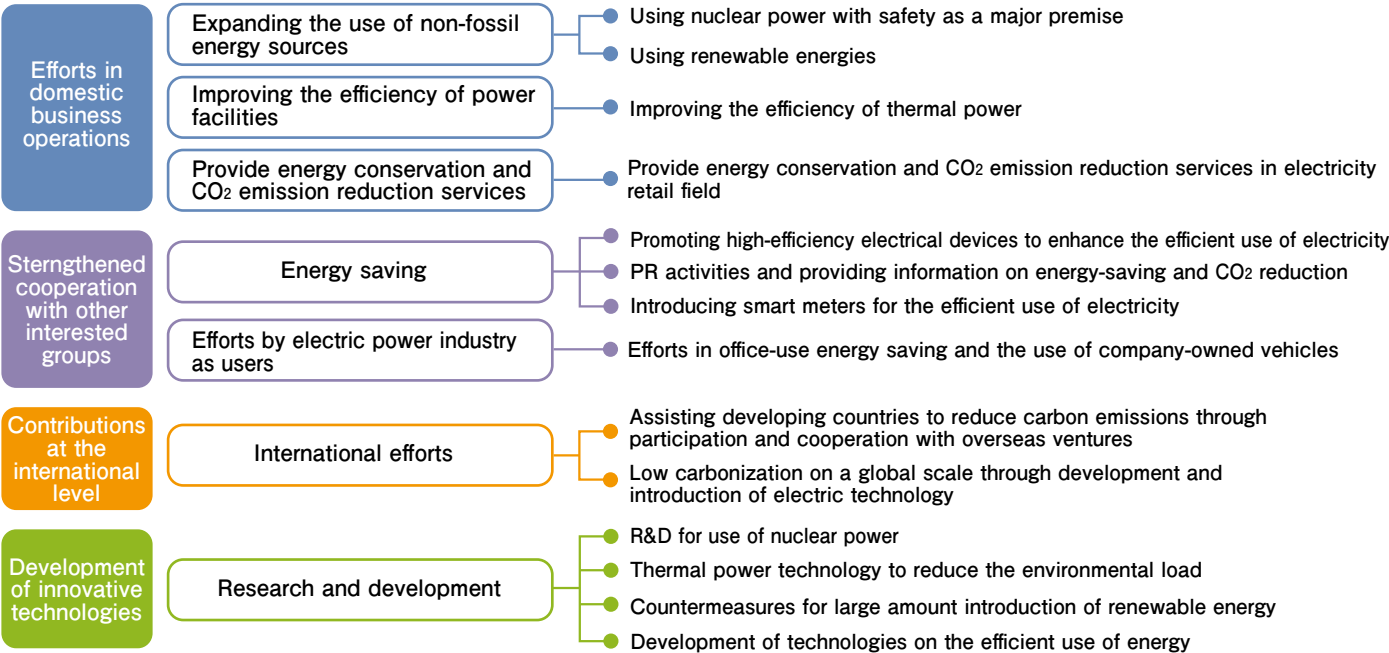 Efforts in
domestic
business
operations
Expanding the use of non-fossil
energy sources
Using nuclear power with safety as a major premise
Using renewable energies
Improving the efficiency of power
facilities
Improving the efficiency of thermal power
Provide energy conservation and
CO2 emission reduction services
Provide energy conservation and CO2 emission reduction services in electricity
retail field
Sterngthened
cooperation
with other
interested
groups
Energy saving
Promoting high-efficiency electrical devices to enhance the efficient use of electricity
PR activities and providing information on energy-saving and CO2 reduction
Introducing smart meters for the efficient use of electricity
Efforts by electric power industry
as users
Efforts in office-use energy saving and the use of company-owned vehicles
Contributions
at the
international
level
International efforts
Assisting developing countries to reduce carbon emissions through
participation and cooperation with overseas ventures
Low carbonization on a global scale through development and
introduction of electric technology
Development
of innovative
technologies
Research and development
R&D for use of nuclear power
Thermal power technology to reduce the environmental load
Countermeasures for large amount introduction of renewable energy
Development of technologies on the efficient use of energy